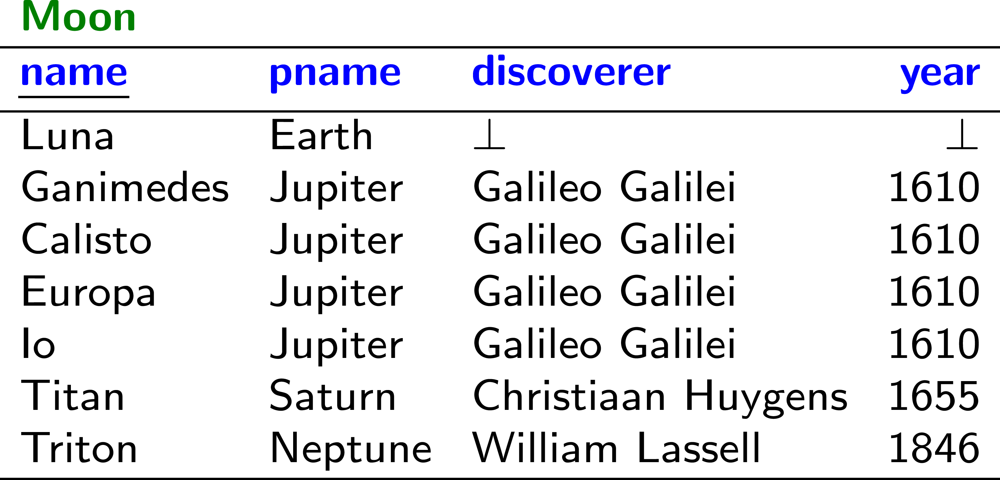 Moon
name pname discoverer year
Luna Earth ⊥ ⊥
Ganimedes Jupiter Galileo Galilei 1610
Calisto Jupiter Galileo Galilei 1610
Europa Jupiter Galileo Galilei 1610
Io Jupiter Galileo Galilei 1610
Titan Saturn Christiaan Huygens 1655
Triton Neptune William Lassell 1846